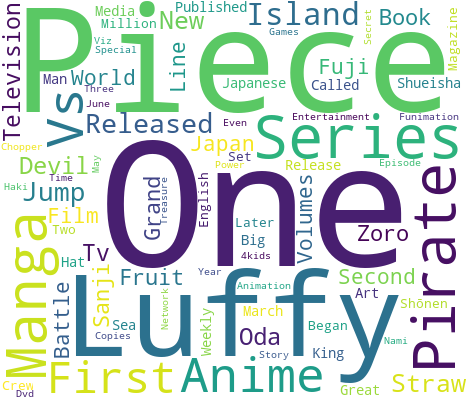 Piece
One
Luffy
Series
Pirate
Manga
Anime
First
Vs
Island
New
Released
Jump
Japan
Television
Media
Million
Published
Book
Viz
Special
Games
Secret
Magazine
Man
World
Line
Japanese
Fuji
Called
Shueisha
Three
June
Even
Entertainment
Funimation
Chopper
Devil
May
Time
Haki
Set
Power
Release
Episode
Film
Two
Grand
Treasure
English
Volumes
Zoro
Later
Big
4kids
Tv
Hat
Sanji
Fruit
Second
Battle
Sea
Year
Animation
Art
Shōnen
Network
Weekly
March
Began
Oda
King
Nami
Copies
Story
Crew
Dvd
Great
Straw